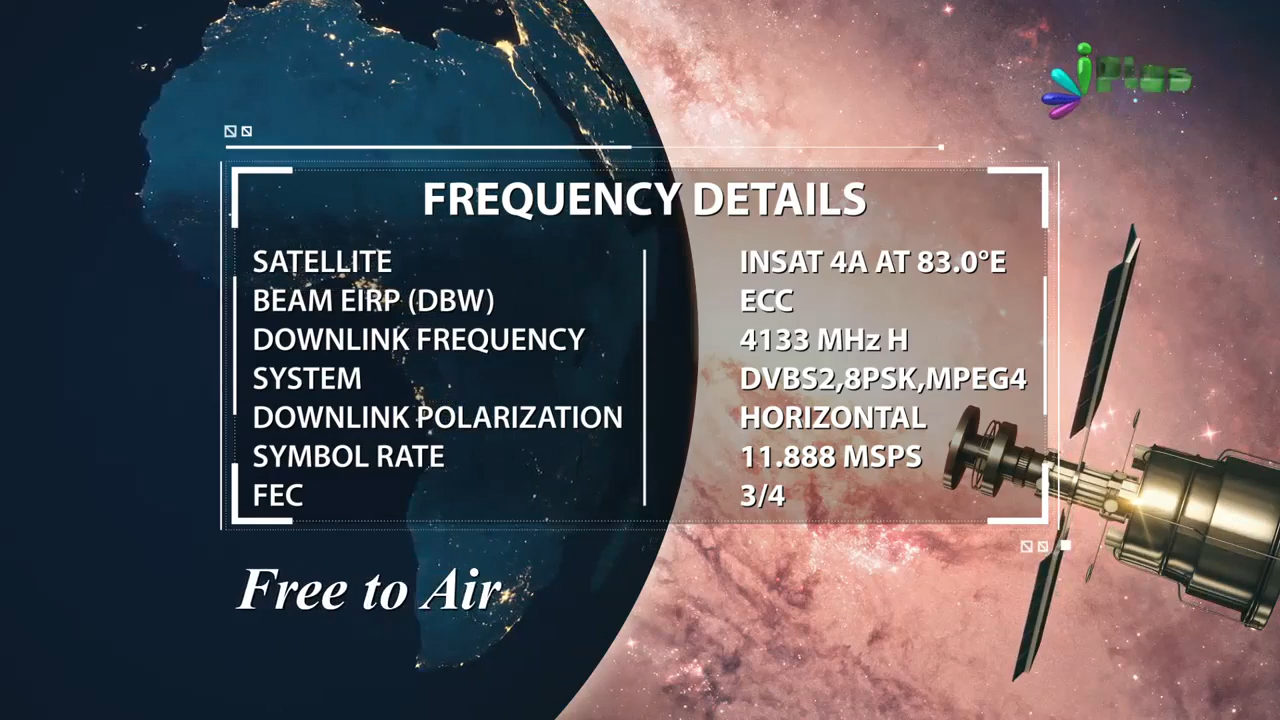 iPlus
FREQUENCY DETAILS
SATELLITE INSAT 4A AT 83.0°E
BEAM EIRP (DBW) ECC
DOWNLINK FREQUENCY 4133 MHz H
SYSTEM DVBS2,8PSK,MPEG4
DOWNLINK POLARIZATION HORIZONTAL
SYMBOL RATE 11.888 MSPS
FEC 3/4
Free to Air